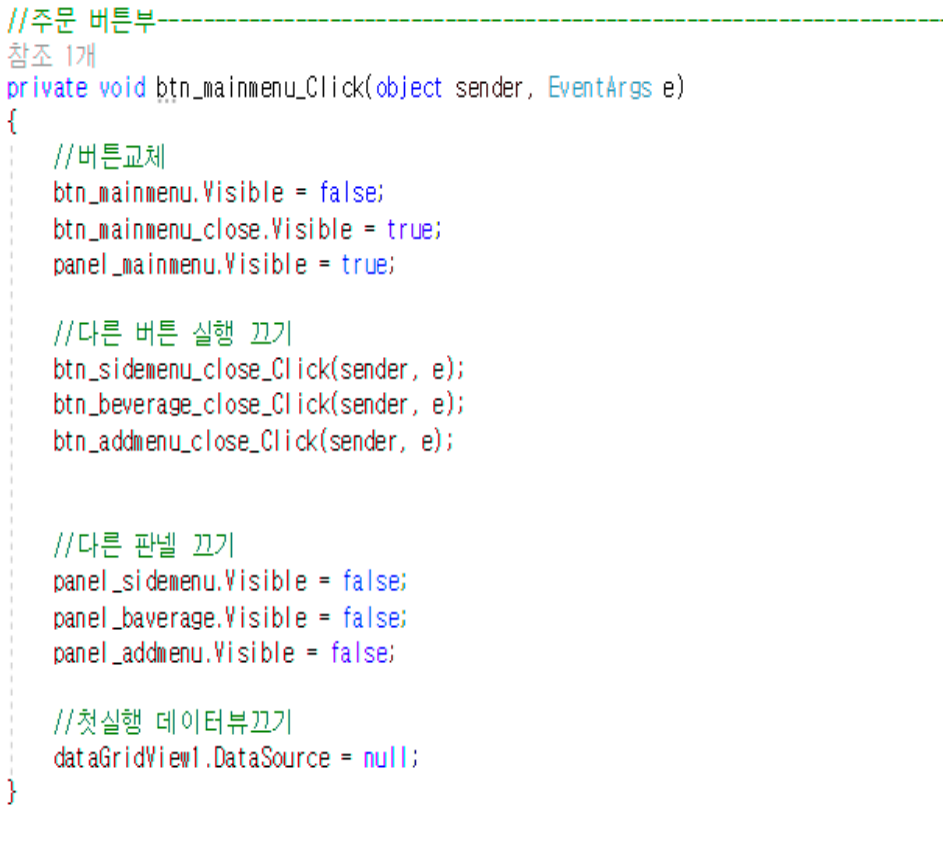 //주문 버튼부--------------------------------------------------------------------------------
참조 1개
private void btn_mainmenu_Click(object sender, EventArgs e)
{
//버튼교체
btn_mainmenu.Visible = false;
btn_mainmenu_close.Visible = true;
panel_mainmenu.Visible = true;
//다른 버튼 실행 끄기
btn_sidemenu_close_Click(sender, e);
btn_beverage_close_Click(sender, e);
btn_addmenu_close_Click(sender, e);
//다른 판넬 끄기
panel_sidemenu.Visible = false;
panel_baverage.Visible = false;
panel_addmenu.Visible = false;
//첫실행 데이터뷰끄기
dataGridView1.DataSource = null;
}